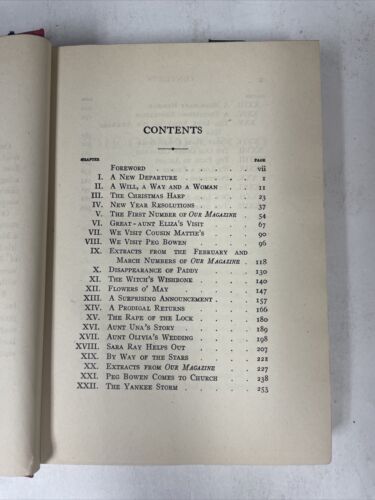 CONTENTS
CHAPTER PAGE
FOREWORD vii
I. A NEW DEPARTURE 1
II. A WILL, A WAY AND A WOMAN 11
III. THE CHRISTMAS HARP 23
IV. NEW YEAR RESOLUTIONS 37
V. THE FIRST NUMBER OF Our Magazine 54
VI. GREAT-AUNT ELIZA'S VISIT 67
VII. WE VISIT COUSIN MATTIE'S 90
VIII. WE VISIT PEG BOWEN 96
IX. EXTRACTS FROM THE FEBRUARY AND
MARCH NUMBERS OF Our Magazine 118
X. DISAPPEARANCE OF PADDY 130
XI. THE WITCH'S WISHBONE 140
XII. FLOWERS O' MAY 147
XIII. A SURPRISING ANNOUNCEMENT 157
XIV. A PRODIGAL RETURNS 166
XV. THE RAPE OF THE LOCK 180
XVI. AUNT UNA'S STORY 189
XVII. AUNT OLIVIA'S WEDDING 198
XVIII. SARA RAY HELPS OUT 207
XIX. BY WAY OF THE STARS 221
XX. EXTRACTS FROM Our Magazine 227
XXI. PEG BOWEN COMES TO CHURCH 238
XXII. THE YANKEE STORM 253